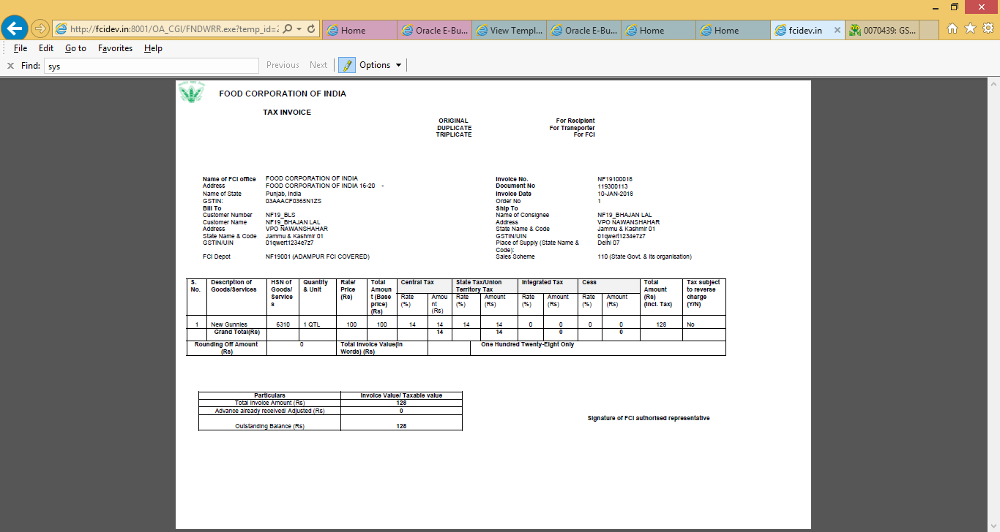 http://fcidev.in:8001/OA_CGI/FNDWRR.exe?temp_id=2
Home
Oracle E-Bu...
View Templ...
Oracle E-Bu...
Home
Home
fcidev.in
0070439: GS...
File Edit Go to Favorites Help
Find: sys Previous Next Options
FOOD CORPORATION OF INDIA
TAX INVOICE
ORIGINAL For Recipient
DUPLICATE For Transporter
TRIPLICATE For FCI
Name of FCI office FOOD CORPORATION OF INDIA
Address FOOD CORPORATION OF INDIA 16-20 -
Name of State Punjab, India
GSTIN: 03AAACF0365N1ZS
Bill To
Customer Number NF19_BLS
Customer Name NF19_BHAJAN LAL
Address VPO NAWANSHAHAR
State Name & Code Jammu & Kashmir 01
GSTIN/UIN 01qwert1234e7z7
FCI Depot NF19001 (ADAMPUR FCI COVERED)
Invoice No. NF19100018
Document No 119300113
Invoice Date 10-JAN-2018
Order No 1
Ship To
Name of Consignee NF19_BHAJAN LAL
Address VPO NAWANSHAHAR
State Name & Code Jammu & Kashmir 01
GSTIN/UIN 01qwert1234e7z7
Place of Supply (State Name & Delhi 07
Code):
Sales Scheme 110 (State Govt. & its organisation)
S. No. Description of Goods/Services HSN of Goods/ Service s Quantity & Unit Rate/ Price (Rs) Total Amoun t (Base price) (Rs) Central Tax State Tax/Union Territory Tax Integrated Tax Cess Total Amount (Rs) (Incl. Tax) Tax subject to reverse charge (Y/N)
Rate (%) Amou nt (Rs) Rate (%) Amount (Rs) Rate (%) Amount (Rs) Rate (%) Amount (Rs)
1 New Gunnies 6310 1 QTL 100 100 14 14 14 14 0 0 0 0 128 No
Grand Total(Rs) 14 14 0 0
Rounding Off Amount (Rs) 0 Total Invoice Value(In Words) (Rs) One Hundred Twenty-Eight Only
Particulars Invoice Value/ Taxable value
Total Invoice Amount (Rs) 128
Advance already received/ Adjusted (Rs) 0
Outstanding Balance (Rs) 128
Signature of FCI authorised representative